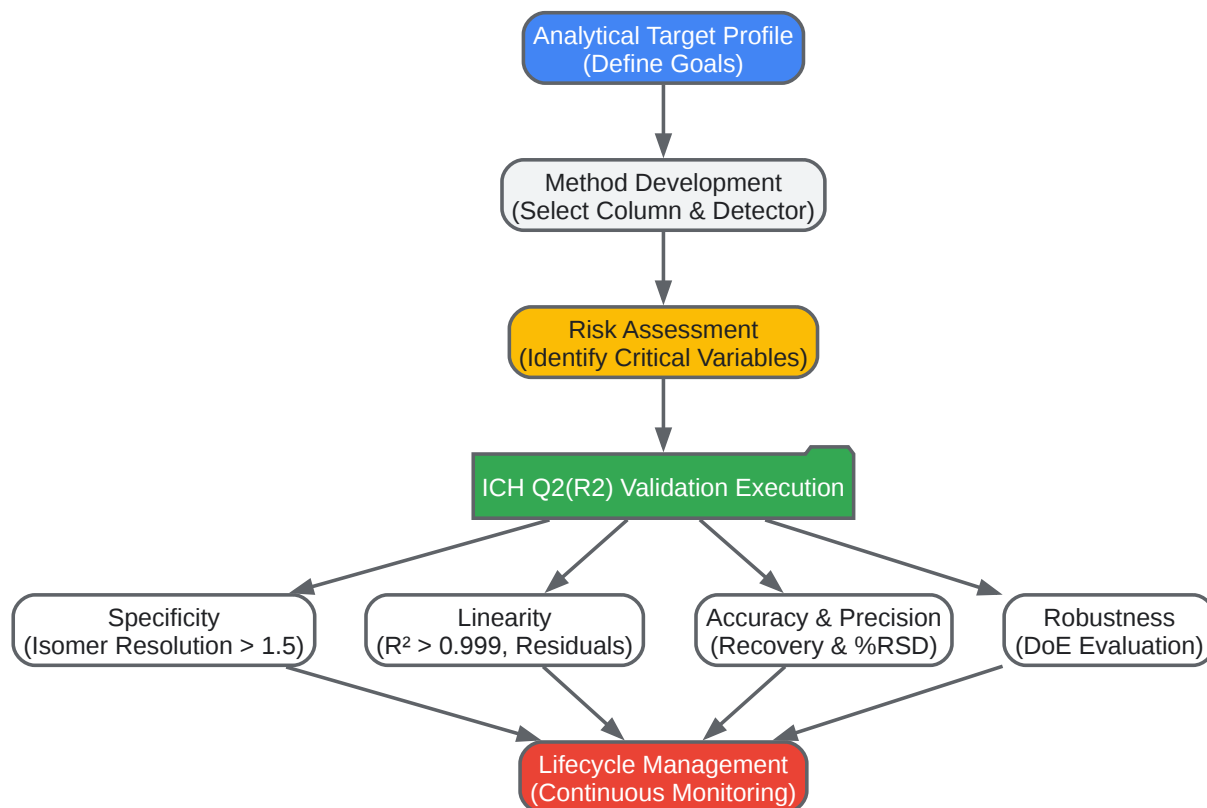 Analytical Target Profile
(Define Goals)
Method Development
(Select Column & Detector)
Risk Assessment
(Identify Critical Variables)
ICH Q2(R2) Validation Execution
Specificity
(Isomer Resolution > 1.5)
Linearity
(R² > 0.999, Residuals)
Accuracy & Precision
(Recovery & %RSD)
Robustness
(DoE Evaluation)
Lifecycle Management
(Continuous Monitoring)